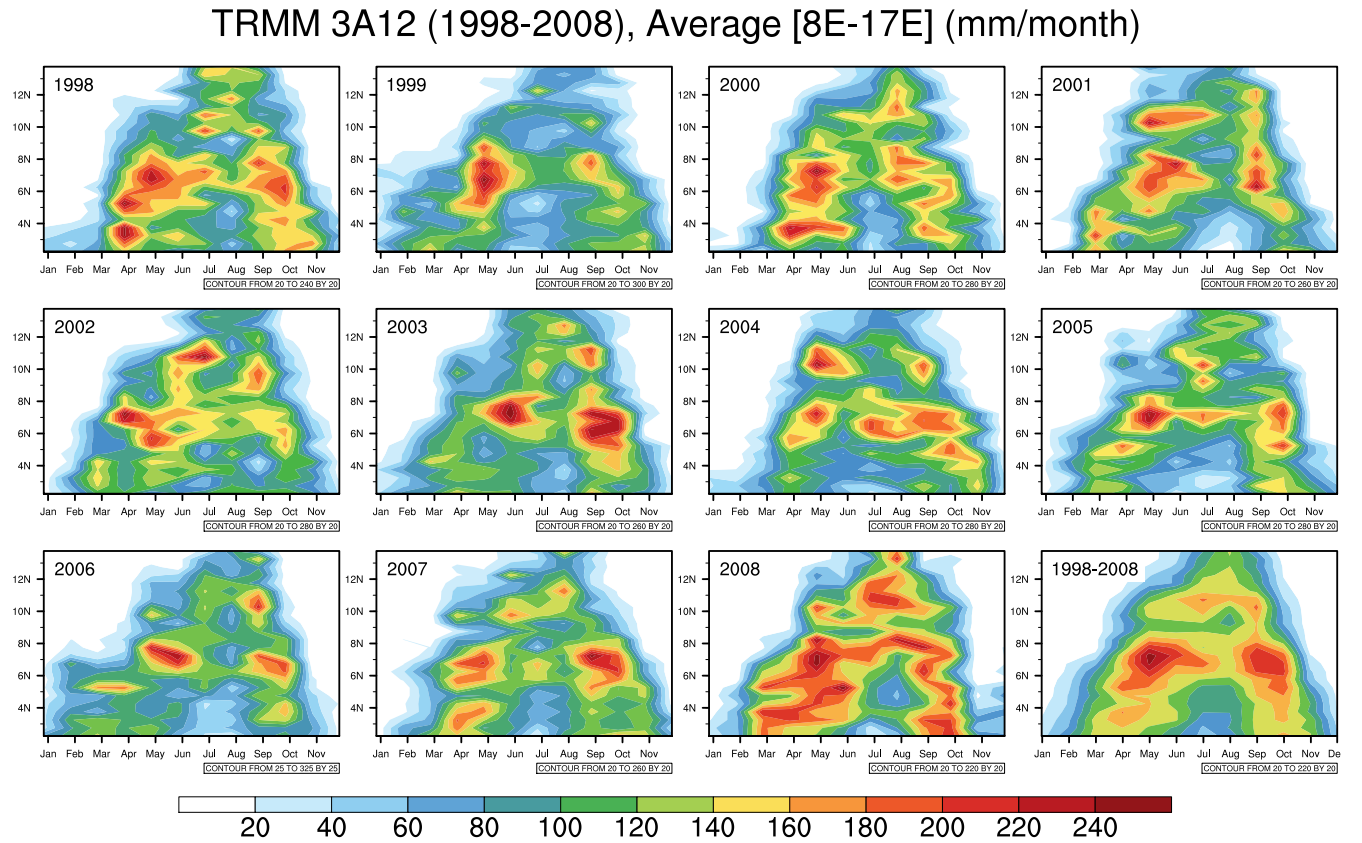 TRMM 3A12 (1998-2008), Average [8E-17E] (mm/month)
1998
12N
10N
8N
6N
4N
Jan Feb Mar Apr May Jun Jul Aug Sep Oct Nov
CONTOUR FROM 20 TO 240 BY 20
1999
12N
10N
8N
6N
4N
Jan Feb Mar Apr May Jun Jul Aug Sep Oct Nov
CONTOUR FROM 20 TO 300 BY 20
2000
12N
10N
8N
6N
4N
Jan Feb Mar Apr May Jun Jul Aug Sep Oct Nov
CONTOUR FROM 20 TO 280 BY 20
2001
12N
10N
8N
6N
4N
Jan Feb Mar Apr May Jun Jul Aug Sep Oct Nov
CONTOUR FROM 20 TO 260 BY 20
2002
12N
10N
8N
6N
4N
Jan Feb Mar Apr May Jun Jul Aug Sep Oct Nov
CONTOUR FROM 20 TO 280 BY 20
2003
12N
10N
8N
6N
4N
Jan Feb Mar Apr May Jun Jul Aug Sep Oct Nov
CONTOUR FROM 20 TO 260 BY 20
2004
12N
10N
8N
6N
4N
Jan Feb Mar Apr May Jun Jul Aug Sep Oct Nov
CONTOUR FROM 20 TO 280 BY 20
2005
12N
10N
8N
6N
4N
Jan Feb Mar Apr May Jun Jul Aug Sep Oct Nov
CONTOUR FROM 20 TO 280 BY 20
2006
12N
10N
8N
6N
4N
Jan Feb Mar Apr May Jun Jul Aug Sep Oct Nov
CONTOUR FROM 25 TO 325 BY 25
2007
12N
10N
8N
6N
4N
Jan Feb Mar Apr May Jun Jul Aug Sep Oct Nov
CONTOUR FROM 20 TO 260 BY 20
2008
12N
10N
8N
6N
4N
Jan Feb Mar Apr May Jun Jul Aug Sep Oct Nov
CONTOUR FROM 20 TO 220 BY 20
1998-2008
12N
10N
8N
6N
4N
Jan Feb Mar Apr May Jun Jul Aug Sep Oct Nov De
CONTOUR FROM 20 TO 220 BY 20
20 40 60 80 100 120 140 160 180 200 220 240